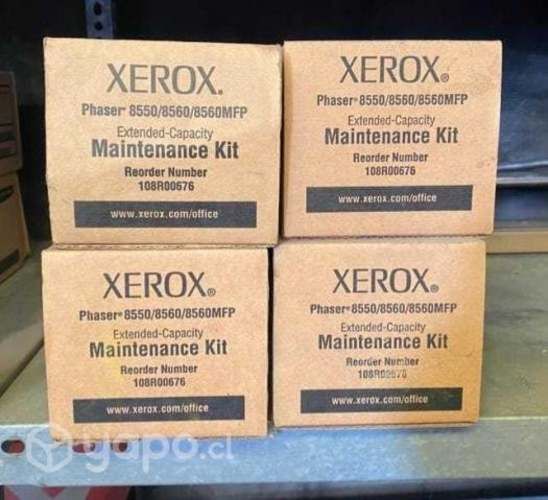 XEROX.
Phaser® 8550/8560/8560MFP
Extended-Capacity
Maintenance Kit
Reorder Number
108R00676
www.xerox.com/office
XEROX®
Phaser® 8550/8560/8560MFP
Extended-Capacity
Maintenance Kit
Reorder Number
108R00676
www.xerox.com/office
XEROX®
Phaser® 8550/8560/8560MFP
Extended-Capacity
Maintenance Kit
Reorder Number
108R00676
www.xerox.com/office
XEROX®
Phaser® 8550/8560/8560MFP
Extended-Capacity
Maintenance Kit
Reorder Number
108R00676
www.xerox.com/office
yapo.cl